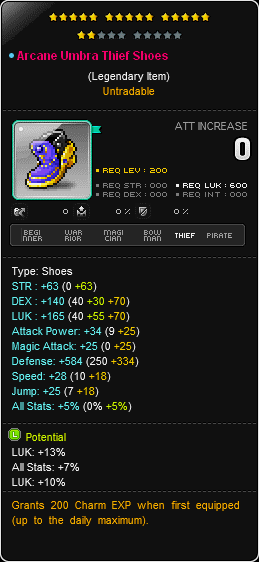 Arcane Umbra Thief Shoes
(Legendary Item)
Untradable
ATT INCREASE
0
REQ LEV : 200
REQ STR : 000 REQ LUK : 600
REQ DEX : 000 REQ INT : 000
0 0 % 0 %
BEGINNER WARRIOR MAGICIAN BOWMAN THIEF PIRATE
Type: Shoes
STR : +63 (0 +63)
DEX : +140 (40 +30 +70)
LUK : +165 (40 +55 +70)
Attack Power: +34 (9 +25)
Magic Attack: +25 (0 +25)
Defense: +584 (250 +334)
Speed: +28 (10 +18)
Jump: +25 (7 +18)
All Stats: +5% (0% +5%)
L Potential
LUK: +13%
All Stats: +7%
LUK: +10%
Grants 200 Charm EXP when first equipped
(up to the daily maximum).